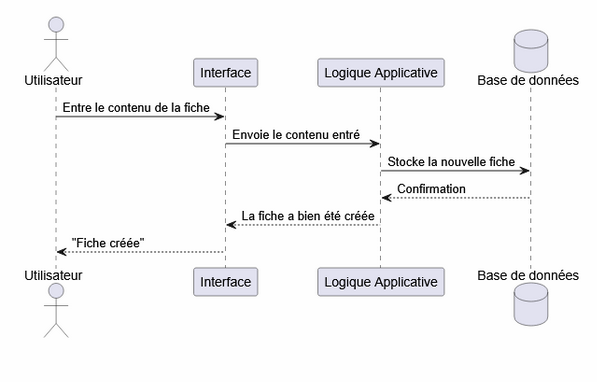 Utilisateur
Interface
Logique Applicative
Base de données
Entre le contenu de la fiche
Envoie le contenu entré
Stocke la nouvelle fiche
Confirmation
La fiche a bien été créée
"Fiche créée"
Utilisateur
Interface
Logique Applicative
Base de données